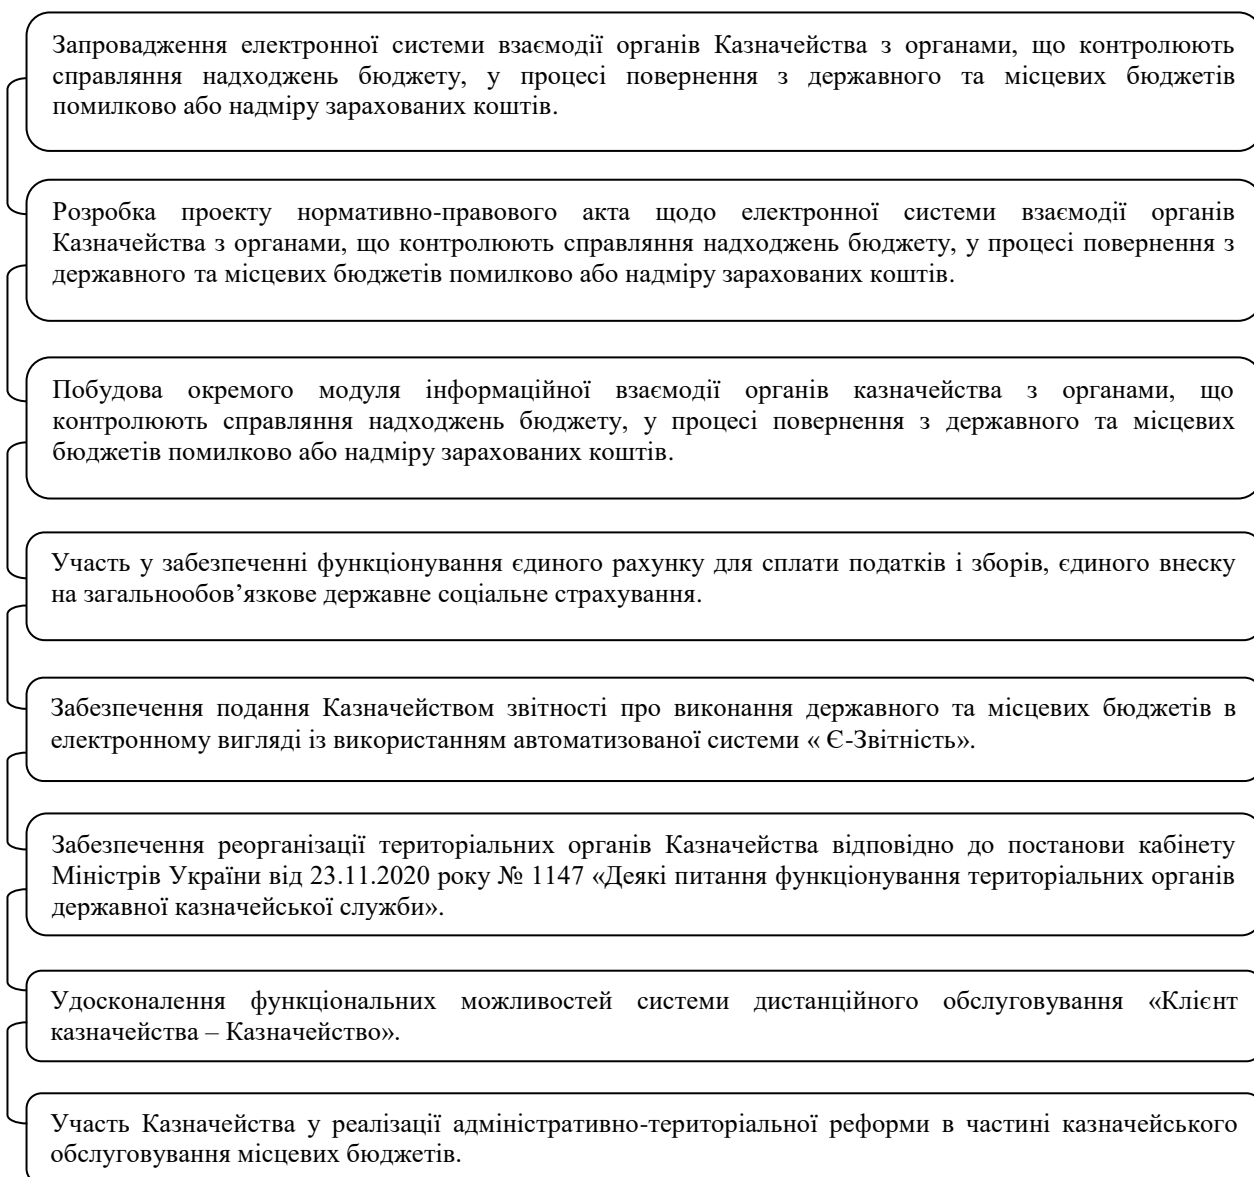 Запровадження електронної системи взаємодії органів Казначейства з органами, що контролюють
справляння надходжень бюджету, у процесі повернення з державного та місцевих бюджетів
помилково або надміру зарахованих коштів.
Розробка проекту нормативно-правового акта щодо електронної системи взаємодії органів
Казначейства з органами, що контролюють справляння надходжень бюджету, у процесі повернення з
державного та місцевих бюджетів помилково або надміру зарахованих коштів.
Побудова окремого модуля інформаційної взаємодії органів казначейства з органами, що
контролюють справляння надходжень бюджету, у процесі повернення з державного та місцевих
бюджетів помилково або надміру зарахованих коштів.
Участь у забезпеченні функціонування єдиного рахунку для сплати податків і зборів, єдиного внеску
на загальнообов’язкове державне соціальне страхування.
Забезпечення подання Казначейством звітності про виконання державного та місцевих бюджетів в
електронному вигляді із використанням автоматизованої системи « Є-Звітність».
Забезпечення реорганізації територіальних органів Казначейства відповідно до постанови кабінету
Міністрів України від 23.11.2020 року № 1147 «Деякі питання функціонування територіальних органів
державної казначейської служби».
Удосконалення функціональних можливостей системи дистанційного обслуговування «Клієнт
казначейства – Казначейство».
Участь Казначейства у реалізації адміністративно-територіальної реформи в частині казначейського
обслуговування місцевих бюджетів.